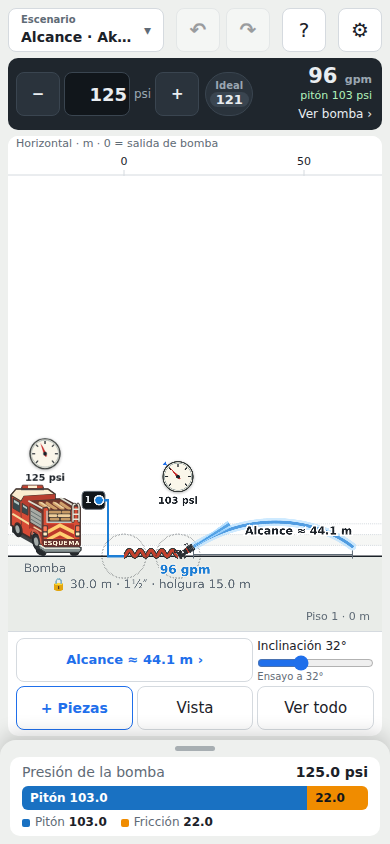 Escenario
Alcance · Ak... ▼
↶ ↷ ? ⚙
− 125 psi +
Ideal
121
96 gpm
pitón 103 psi
Ver bomba ›
Horizontal · m · 0 = salida de bomba
0 50
125 psi
103 psi
1
ESQUEMA
Alcance ≈ 44.1 m
Bomba
96 gpm
🔒 30.0 m · 1½″ · holgura 15.0 m
Piso 1 · 0 m
Alcance ≈ 44.1 m ›
Inclinación 32°
Ensayo a 32°
+ Piezas
Vista
Ver todo
Presión de la bomba 125.0 psi
Pitón 103.0 22.0
Pitón 103.0 Fricción 22.0